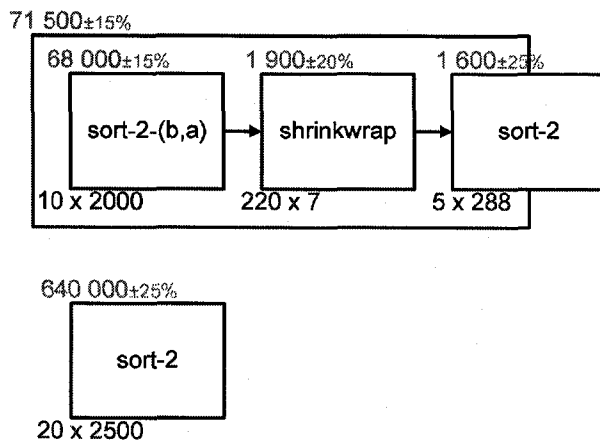 71 500±15%
68 000±15% 1 900±20% 1 600±25%
sort-2-(b,a) shrinkwrap sort-2
10 x 2000 220 x 7 5 x 288
640 000±25%
sort-2
20 x 2500